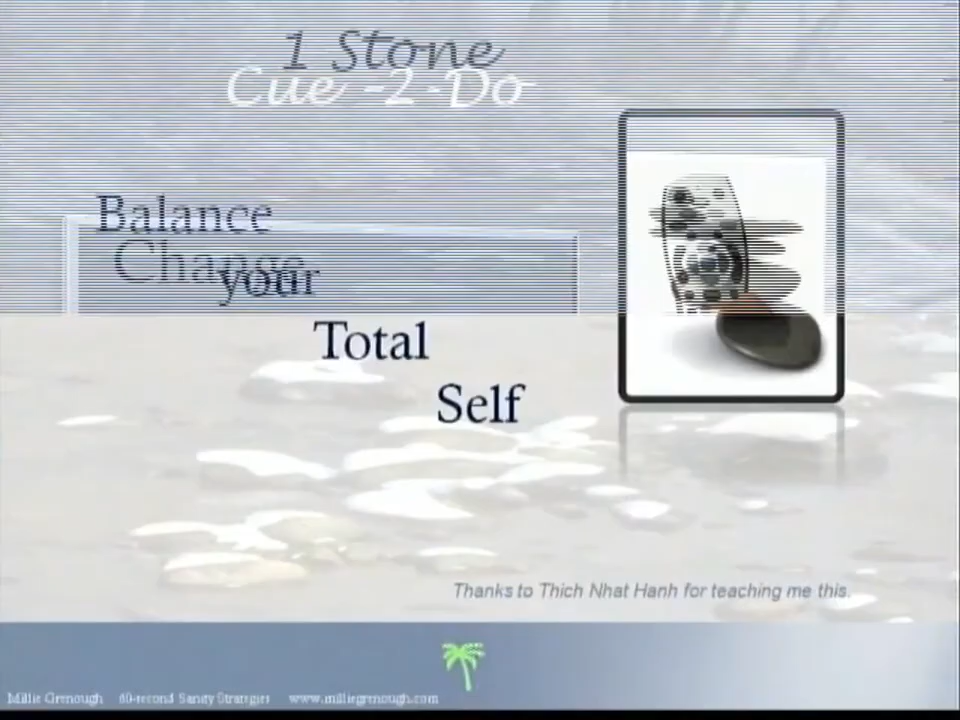 1 Stone
Cue -2-Do
Balance
Change
your
Total
Self
Thanks to Thich Nhat Hanh for teaching me this.
Millie Grenough 60-second Sanity Strategies www.milliegrenough.com